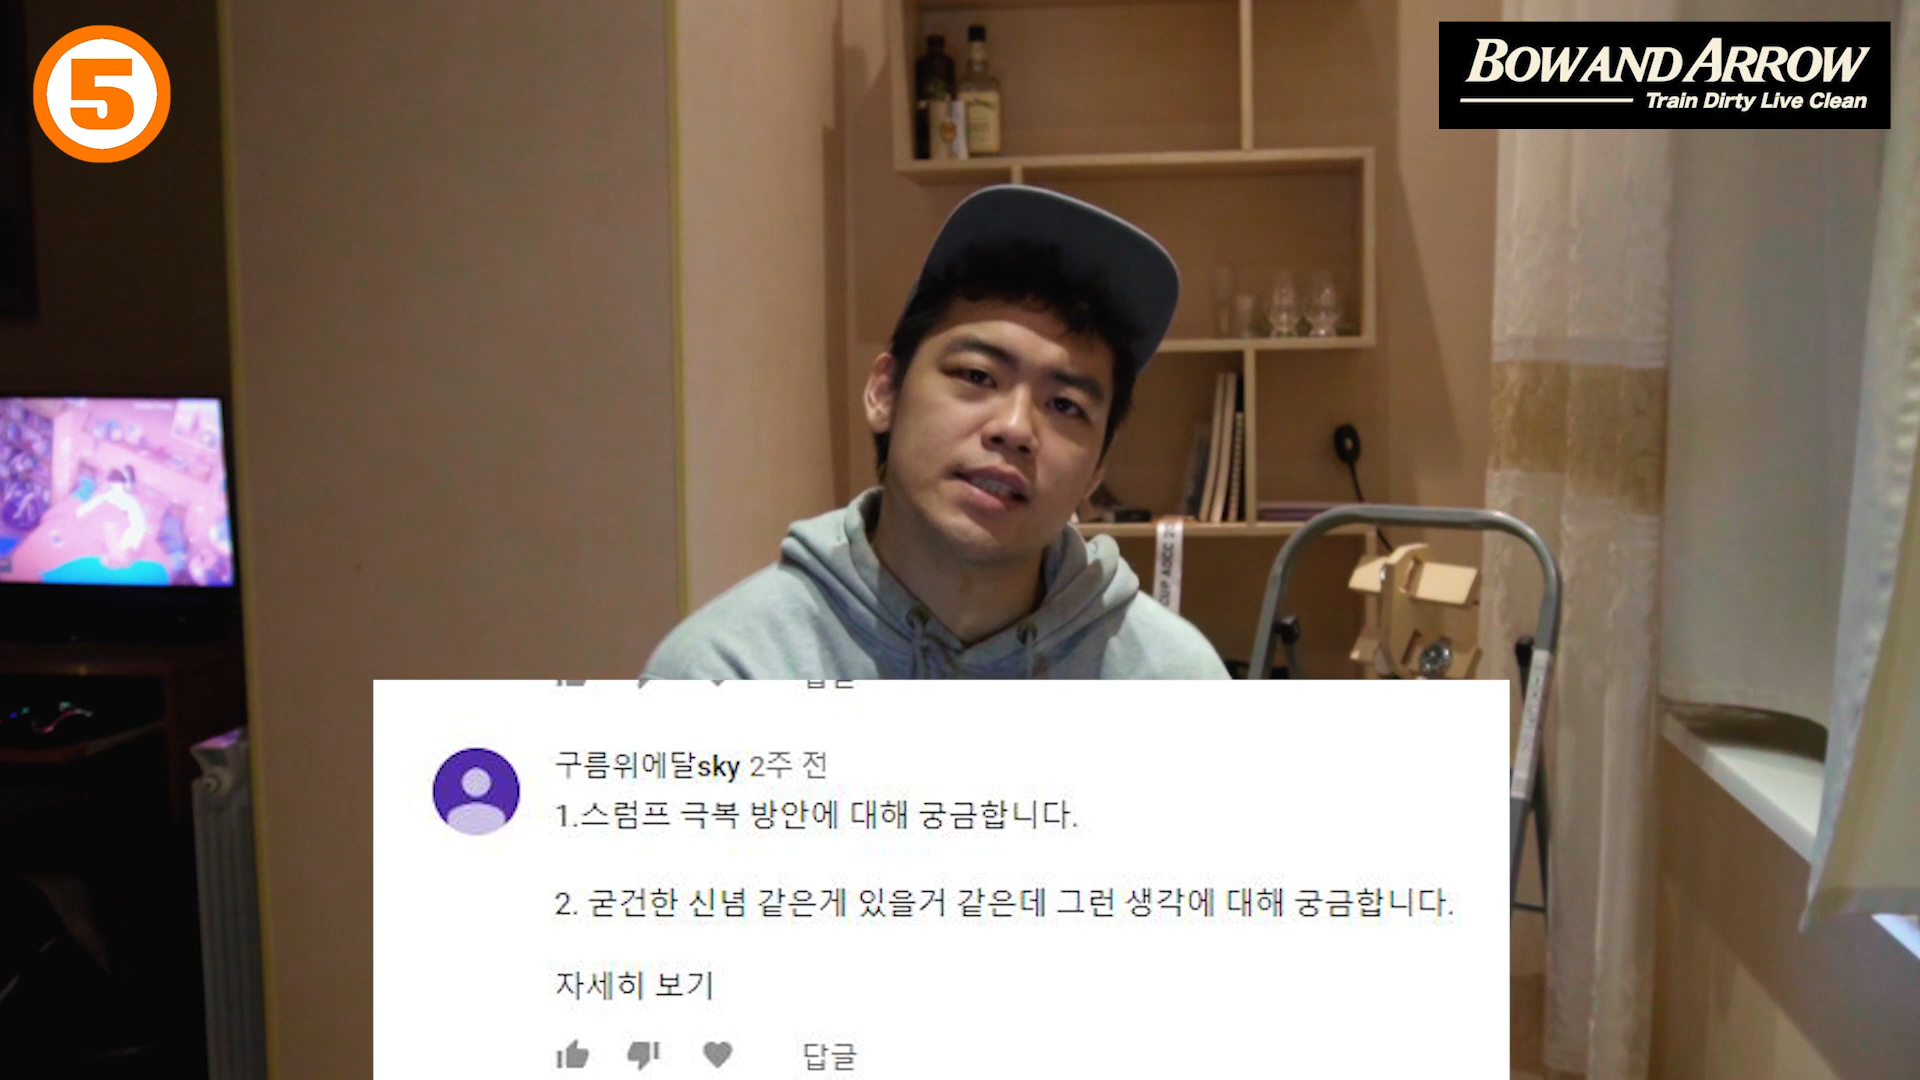 5
BOW AND ARROW
Train Dirty Live Clean
구름위에달sky 2주 전
1.스럼프 극복 방안에 대해 궁금합니다.
2. 굳건한 신념 같은게 있을거 같은데 그런 생각에 대해 궁금합니다.
자세히 보기
답글